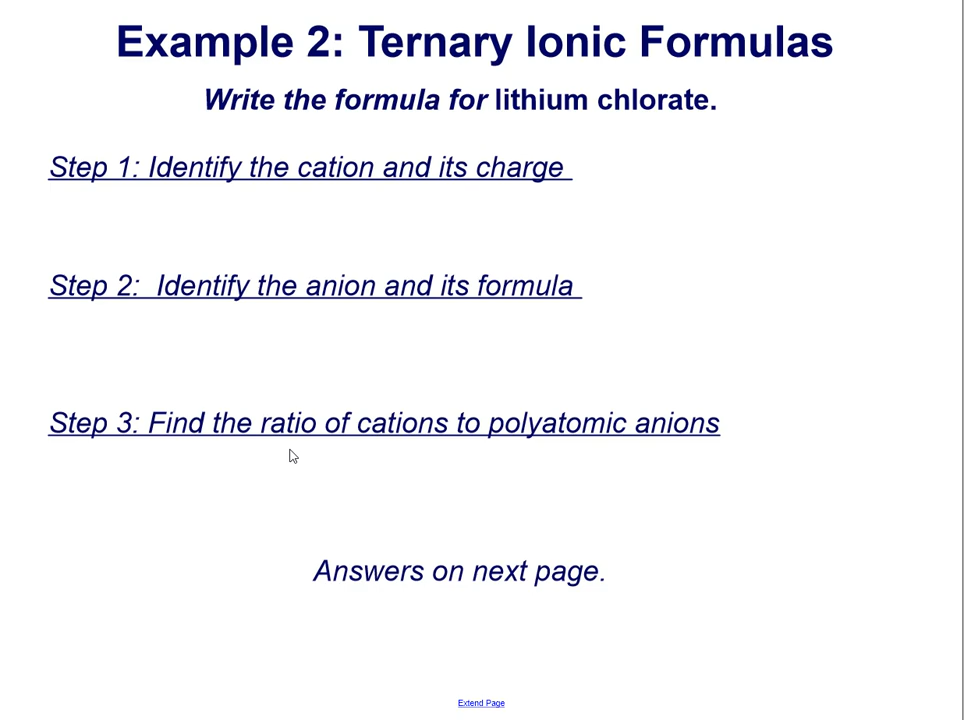 Example 2: Ternary Ionic Formulas
Write the formula for lithium chlorate.
Step 1: Identify the cation and its charge
Step 2:  Identify the anion and its formula
Step 3: Find the ratio of cations to polyatomic anions
Answers on next page.
Extend Page